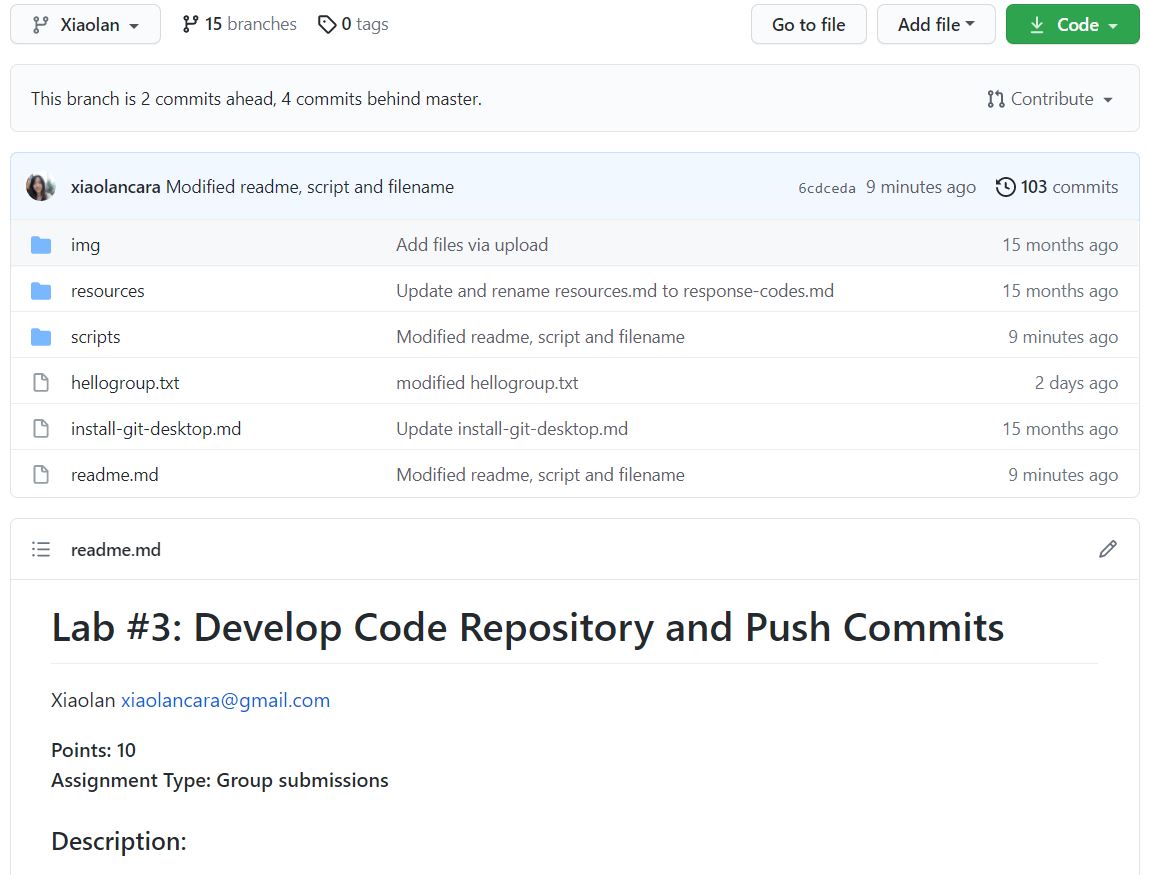 Xiaolan 15 branches 0 tags Go to file Add file Code
This branch is 2 commits ahead, 4 commits behind master. Contribute
xiaolancara Modified readme, script and filename 6cdceda 9 minutes ago 103 commits
img Add files via upload 15 months ago
resources Update and rename resources.md to response-codes.md 15 months ago
scripts Modified readme, script and filename 9 minutes ago
hellogroup.txt modified hellogroup.txt 2 days ago
install-git-desktop.md Update install-git-desktop.md 15 months ago
readme.md Modified readme, script and filename 9 minutes ago
readme.md
Lab #3: Develop Code Repository and Push Commits
Xiaolan xiaolancara@gmail.com
Points: 10
Assignment Type: Group submissions
Description: